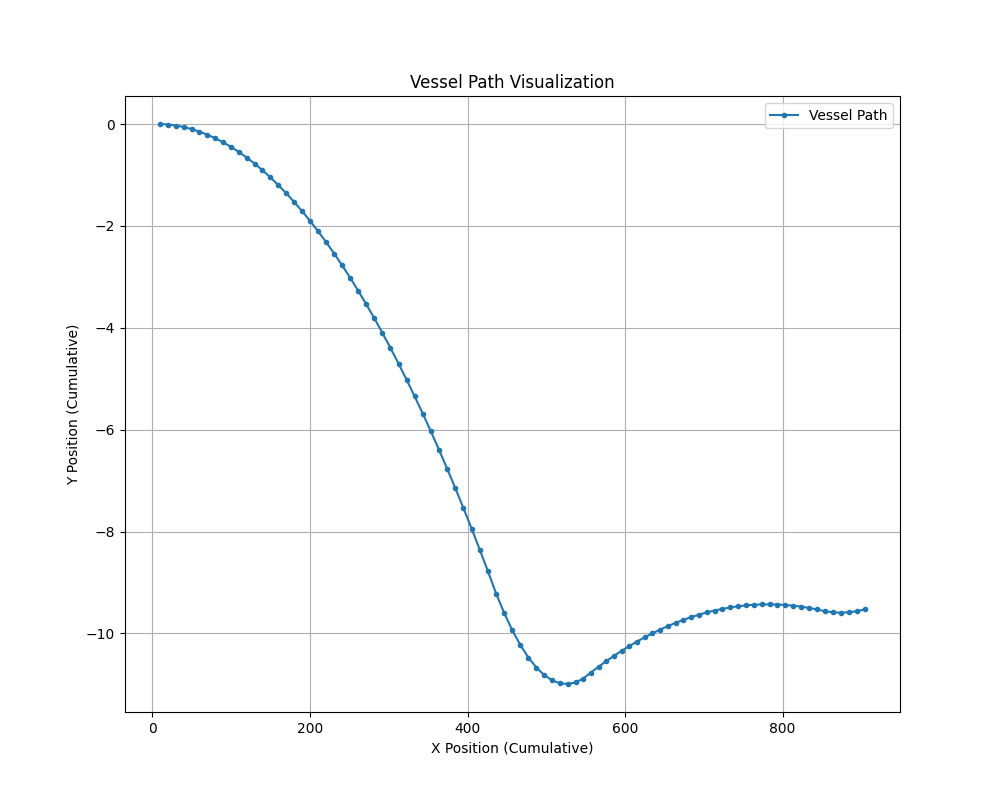 Vessel Path Visualization
Vessel Path
0
−2
−4
−6
−8
−10
Y Position (Cumulative)
0 200 400 600 800
X Position (Cumulative)